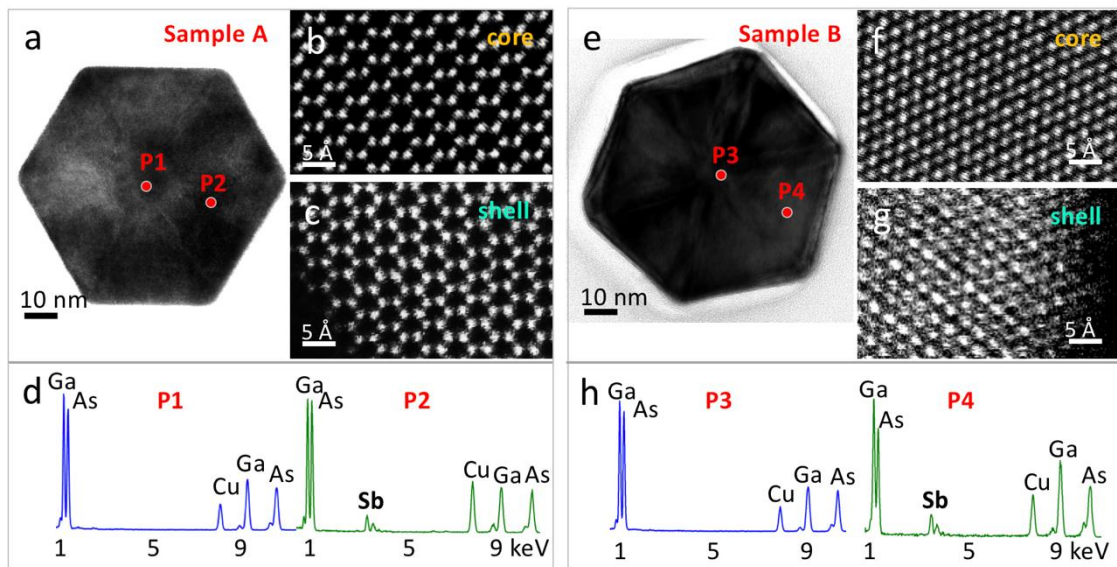 a
Sample A
P1
P2
10 nm
b
core
5 Å
c
shell
5 Å
e
Sample B
P3
P4
10 nm
f
core
5 Å
g
shell
5 Å
d
Ga
As
P1
Cu
Ga
As
1 5 9
Ga
As
P2
Sb
Cu
Ga
As
1 5 9 keV
h
Ga
As
P3
Cu
Ga
As
1 5 9
Ga
As
P4
Sb
Cu
Ga
As
1 5 9 keV